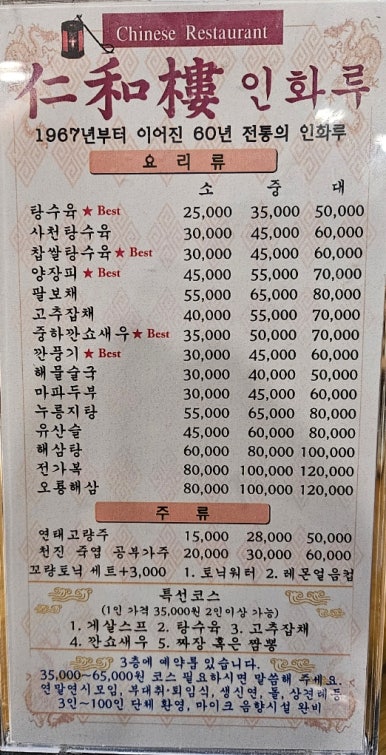 Chinese Restaurant
仁和樓 인화루
1967년부터 이어진 60년 전통의 인화루
요리류
소 중 대
탕수육 ★ Best 25,000 35,000 50,000
사천탕수육 30,000 45,000 60,000
찹쌀탕수육 ★ Best 30,000 45,000 60,000
양장피 ★ Best 45,000 55,000 70,000
팔보채 55,000 65,000 80,000
고추잡채 40,000 55,000 70,000
중하깐쇼새우 ★ Best 35,000 50,000 70,000
깐풍기 ★ Best 30,000 45,000 60,000
해물술국 30,000 40,000 50,000
마파두부 30,000 45,000 60,000
누룽지탕 55,000 65,000 80,000
유산슬 45,000 60,000 80,000
해삼탕 60,000 80,000 100,000
전가복 80,000 100,000 120,000
오룡해삼 80,000 100,000 120,000
주류
연태고량주 15,000 28,000 50,000
천진 죽엽 공부가주 20,000 30,000 60,000
꼬량토닉 세트+3,000 1. 토닉워터 2. 레몬얼음컵
특선코스
(1인 가격 35,000원 2인이상 가능)
1. 게살스프 2. 탕수육 3. 고추잡채
4. 깐쇼새우 5. 짜장 혹은 짬뽕
3층에 예약룸 있습니다.
35,000~65,000원 코스 필요하시면 말씀해 주세요.
연말연시모임, 부대회·퇴임식, 생신연, 돌, 상견례등
3인~100인 단체 환영, 마이크 음향시설 완비